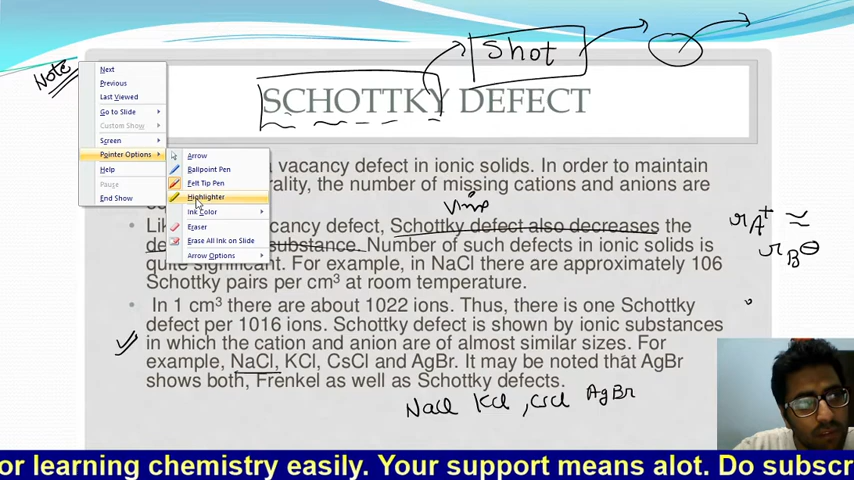 Shot
Note
SCHOTTKY DEFECT
Next
Previous
Last Viewed
Go to Slide
Custom Show
Screen
Pointer Options
Help
Pause
End Show
Arrow
Ballpoint Pen
Felt Tip Pen
Highlighter
Ink Color
Eraser
Erase All Ink on Slide
Arrow Options
a vacancy defect in ionic solids. In order to maintain
rality, the number of missing cations and anions are
Vimp
Lik cancy defect, Schottky defect also decreases the
de substance. Number of such defects in ionic solids is
quite significant. For example, in NaCl there are approximately 106
Schottky pairs per cm³ at room temperature.
rA+ ≈
rB⊖
In 1 cm³ there are about 1022 ions. Thus, there is one Schottky
defect per 1016 ions. Schottky defect is shown by ionic substances
in which the cation and anion are of almost similar sizes. For
example, NaCl, KCl, CsCl and AgBr. It may be noted that AgBr
shows both, Frenkel as well as Schottky defects.
NaCl KCl , CsCl AgBr
or learning chemistry easily. Your support means alot. Do subscr